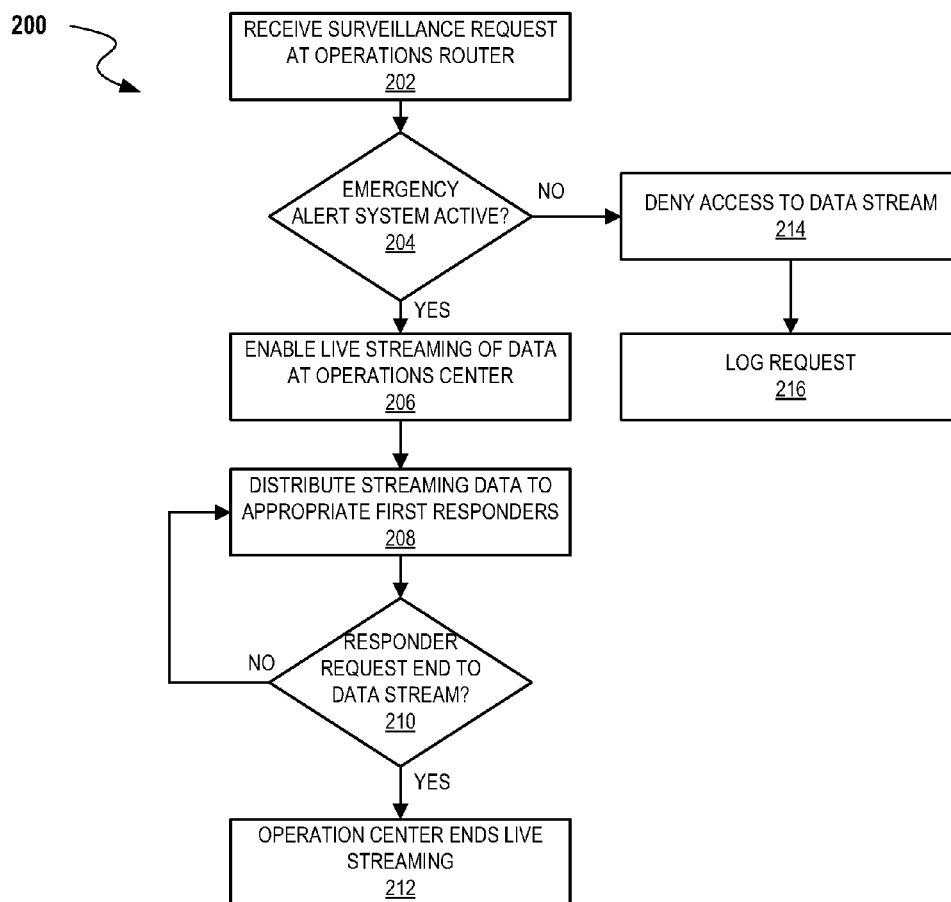 200
RECEIVE SURVEILLANCE REQUEST
AT OPERATIONS ROUTER
202
EMERGENCY
ALERT SYSTEM ACTIVE?
204
NO
DENY ACCESS TO DATA STREAM
214
YES
LOG REQUEST
216
ENABLE LIVE STREAMING OF DATA
AT OPERATIONS CENTER
206
DISTRIBUTE STREAMING DATA TO
APPROPRIATE FIRST RESPONDERS
208
RESPONDER
REQUEST END TO
DATA STREAM?
210
NO
YES
OPERATION CENTER ENDS LIVE
STREAMING
212